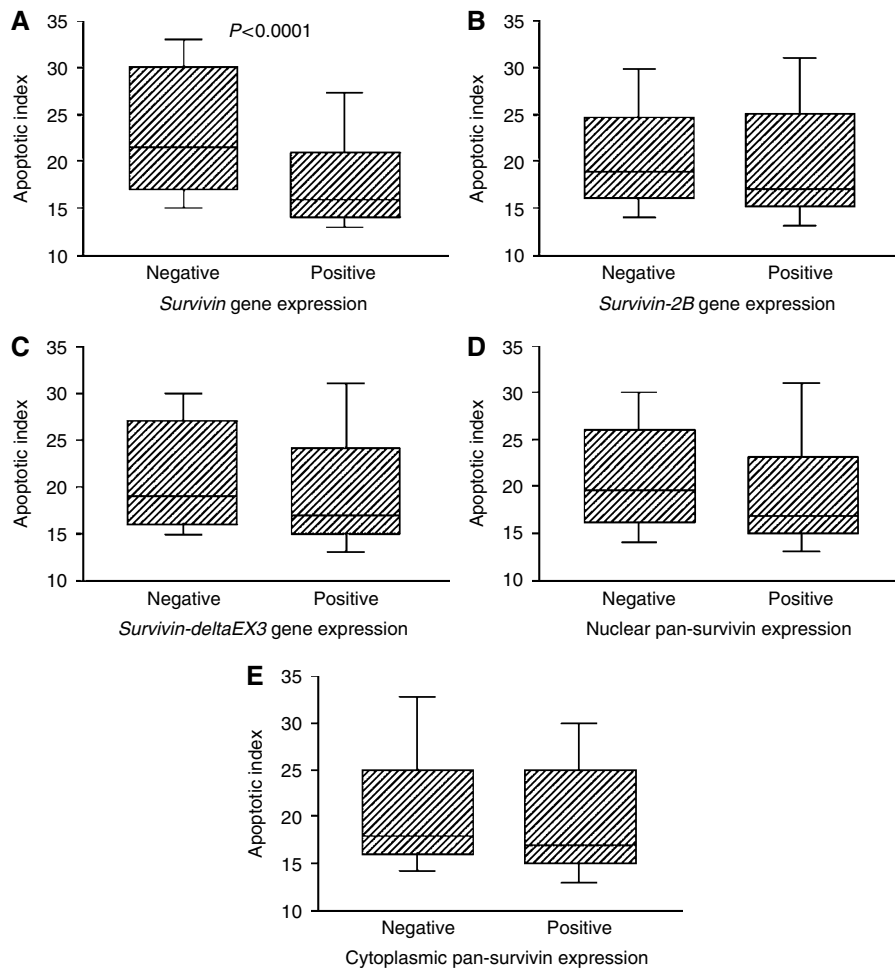 A
P<0.0001
35
30
25
20
15
10
Apoptotic index
Negative Positive
Survivin gene expression
B
35
30
25
20
15
10
Apoptotic index
Negative Positive
Survivin-2B gene expression
C
35
30
25
20
15
10
Apoptotic index
Negative Positive
Survivin-deltaEX3 gene expression
D
35
30
25
20
15
10
Apoptotic index
Negative Positive
Nuclear pan-survivin expression
E
35
30
25
20
15
10
Apoptotic index
Negative Positive
Cytoplasmic pan-survivin expression